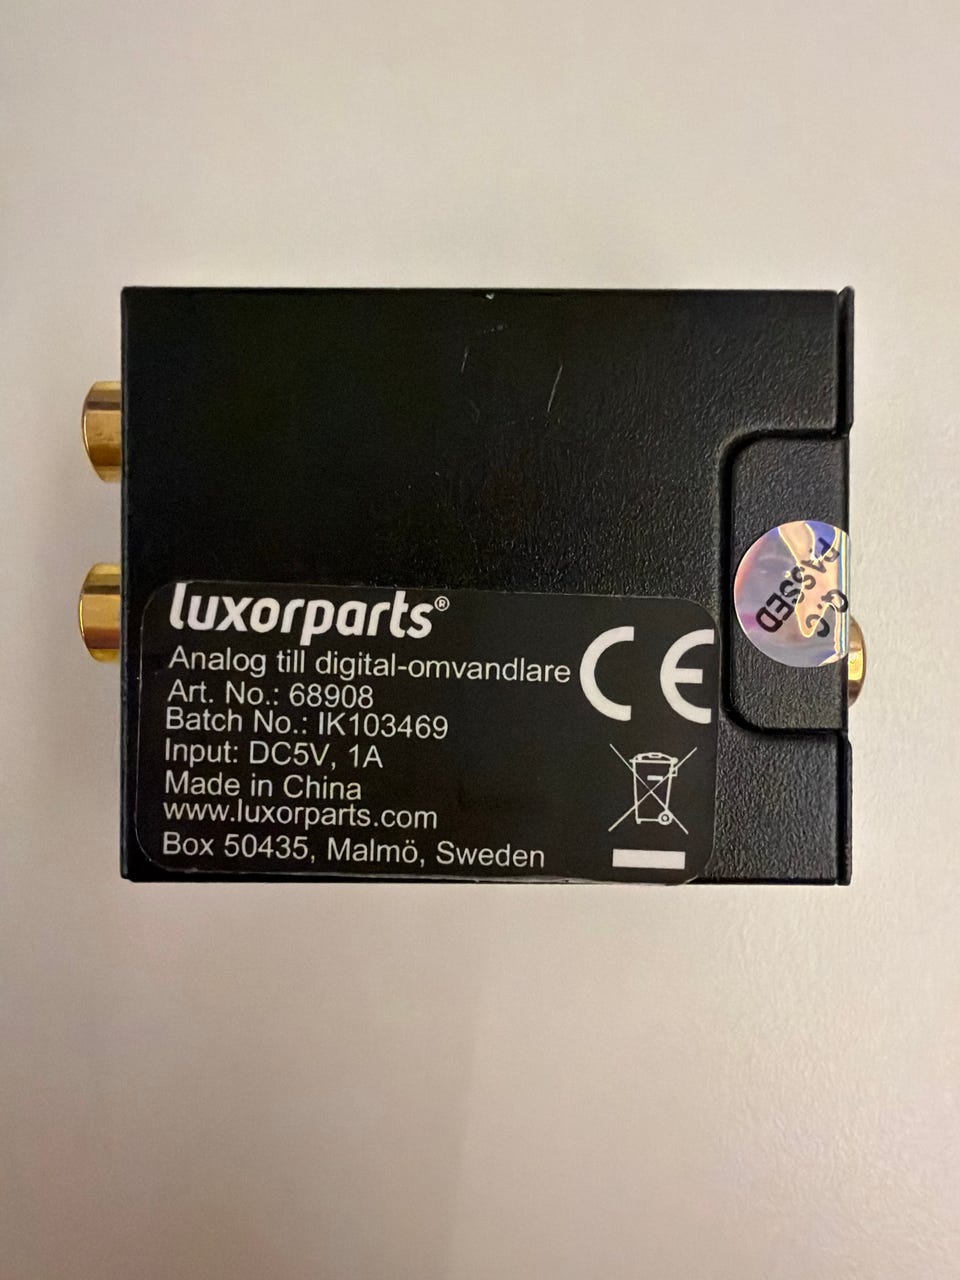 luxorparts®
Analog till digital-omvandlare
Art. No.: 68908
Batch No.: IK103469
Input: DC5V, 1A
Made in China
www.luxorparts.com
Box 50435, Malmö, Sweden
CE
Q.C
PASSED